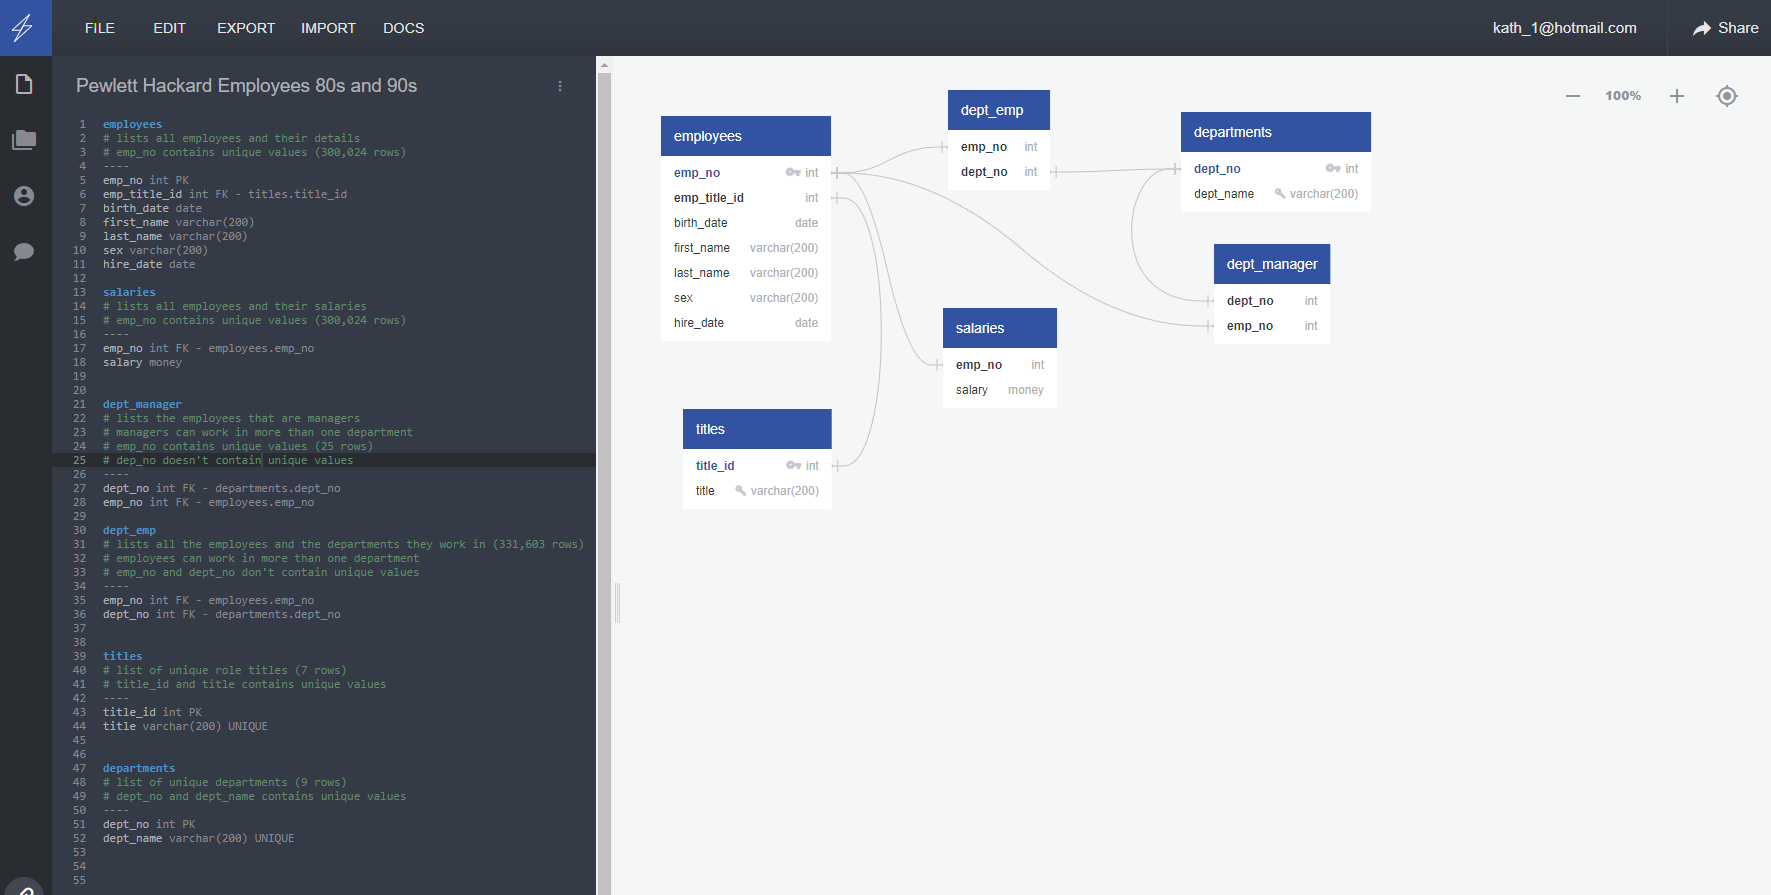 FILE EDIT EXPORT IMPORT DOCS kath_1@hotmail.com Share
Pewlett Hackard Employees 80s and 90s
1 employees
2 # lists all employees and their details
3 # emp_no contains unique values (300,024 rows)
4 ----
5 emp_no int PK
6 emp_title_id int FK - titles.title_id
7 birth_date date
8 first_name varchar(200)
9 last_name varchar(200)
10 sex varchar(200)
11 hire_date date
12
13 salaries
14 # lists all employees and their salaries
15 # emp_no contains unique values (300,024 rows)
16 ----
17 emp_no int FK - employees.emp_no
18 salary money
19
20
21 dept_manager
22 # lists the employees that are managers
23 # managers can work in more than one department
24 # emp_no contains unique values (25 rows)
25 # dep_no doesn't contain unique values
26 ----
27 dept_no int FK - departments.dept_no
28 emp_no int FK - employees.emp_no
29
30 dept_emp
31 # lists all the employees and the departments they work in (331,603 rows)
32 # employees can work in more than one department
33 # emp_no and dept_no don't contain unique values
34 ----
35 emp_no int FK - employees.emp_no
36 dept_no int FK - departments.dept_no
37
38
39 titles
40 # list of unique role titles (7 rows)
41 # title_id and title contains unique values
42 ----
43 title_id int PK
44 title varchar(200) UNIQUE
45
46
47 departments
48 # list of unique departments (9 rows)
49 # dept_no and dept_name contains unique values
50 ----
51 dept_no int PK
52 dept_name varchar(200) UNIQUE
53
54
55
100%
employees
emp_no int
emp_title_id int
birth_date date
first_name varchar(200)
last_name varchar(200)
sex varchar(200)
hire_date date
dept_emp
emp_no int
dept_no int
departments
dept_no int
dept_name varchar(200)
dept_manager
dept_no int
emp_no int
salaries
emp_no int
salary money
titles
title_id int
title varchar(200)